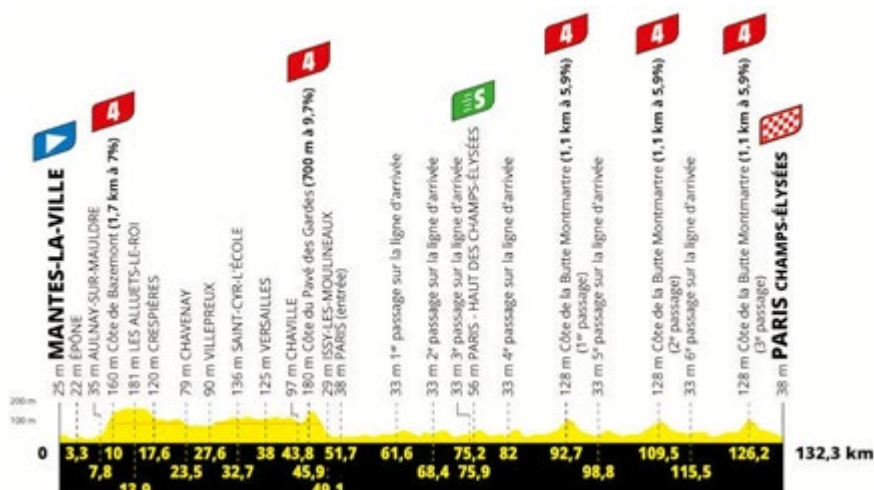 4
4
4
4
4
S
25 m MANTES-LA-VILLE
22 m ÉPÔNE
35 m AULNAY-SUR-MAULDRE
160 m Côte de Bazemont (1,7 km à 7%)
181 m LES ALLUETS-LE-ROI
120 m CRESPIÈRES
79 m CHAVENAY
90 m VILLEPREUX
136 m SAINT-CYR-L'ÉCOLE
125 m VERSAILLES
97 m CHAVILLE
180 m Côte du Pavé des Gardes (700 m à 9,7%)
29 m ISSY-LES-MOULINEAUX
38 m PARIS (entrée)
33 m 1er passage sur la ligne d'arrivée
33 m 2e passage sur la ligne d'arrivée
33 m 3e passage sur la ligne d'arrivée
56 m PARIS - HAUT DES CHAMPS-ÉLYSÉES
33 m 4e passage sur la ligne d'arrivée
128 m Côte de la Butte Montmartre (1,1 km à 5,9%)
(1er passage)
33 m 5e passage sur la ligne d'arrivée
128 m Côte de la Butte Montmartre (1,1 km à 5,9%)
(2e passage)
33 m 6e passage sur la ligne d'arrivée
128 m Côte de la Butte Montmartre (1,1 km à 5,9%)
(3e passage)
38 m PARIS CHAMPS-ÉLYSÉES
200 m
100 m
0 3,3 10 17,6 27,6 38 43,8 51,7 61,6 75,2 82 92,7 109,5 126,2 132,3 km
7,8 23,5 32,7 45,9 68,4 75,9 98,8 115,5
13,9 49,1